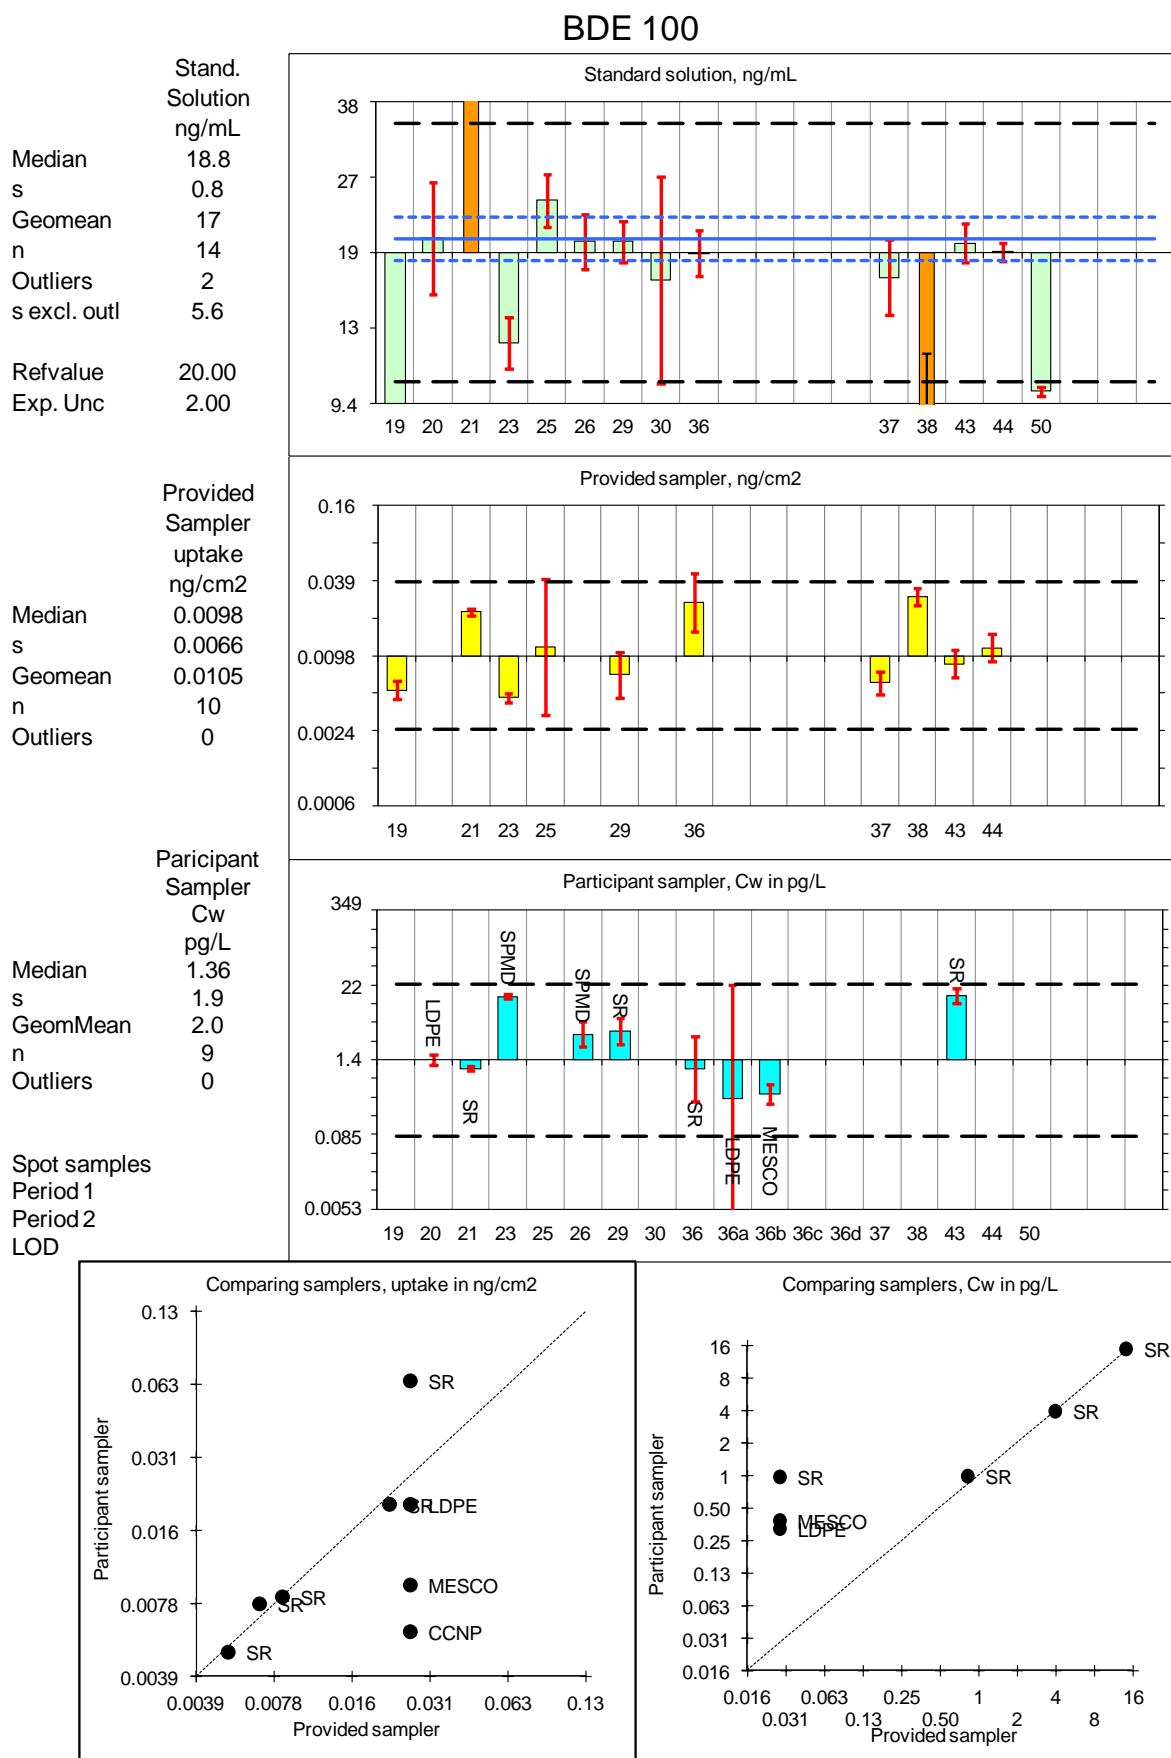 BDE 100
Stand.
Solution
ng/mL
Median 18.8
s 0.8
Geomean 17
n 14
Outliers 2
s excl. outl 5.6
Refvalue 20.00
Exp. Unc 2.00
Standard solution, ng/mL
38
27
19
13
9.4
19 20 21 23 25 26 29 30 36 37 38 43 44 50
Provided
Sampler
uptake
ng/cm2
Median 0.0098
s 0.0066
Geomean 0.0105
n 10
Outliers 0
Provided sampler, ng/cm2
0.16
0.039
0.0098
0.0024
0.0006
19 21 23 25 29 36 37 38 43 44
Paricipant
Sampler
Cw
pg/L
Median 1.36
s 1.9
GeomMean 2.0
n 9
Outliers 0
Spot samples
Period 1
Period 2
LOD
Participant sampler, Cw in pg/L
349
22
1.4
0.085
0.0053
LDPE
SR
SPMD
SPMD
SR
SR
LDPE
MESCO
SR
19 20 21 23 25 26 29 30 36 36a 36b 36c 36d 37 38 43 44 50
Comparing samplers, uptake in ng/cm2
Participant sampler
0.13
0.063
0.031
0.016
0.0078
0.0039
SR
SR
LDPE
MESCO
SR
SR
CCNP
SR
0.0039 0.0078 0.016 0.031 0.063 0.13
Provided sampler
Comparing samplers, Cw in pg/L
Participant sampler
16
8
4
2
1
0.50
0.25
0.13
0.063
0.031
0.016
SR
SR
SR
SR
MESCO
LDPE
0.016 0.063 0.25 1 4 16
0.031 0.13 0.50 2 8
Provided sampler